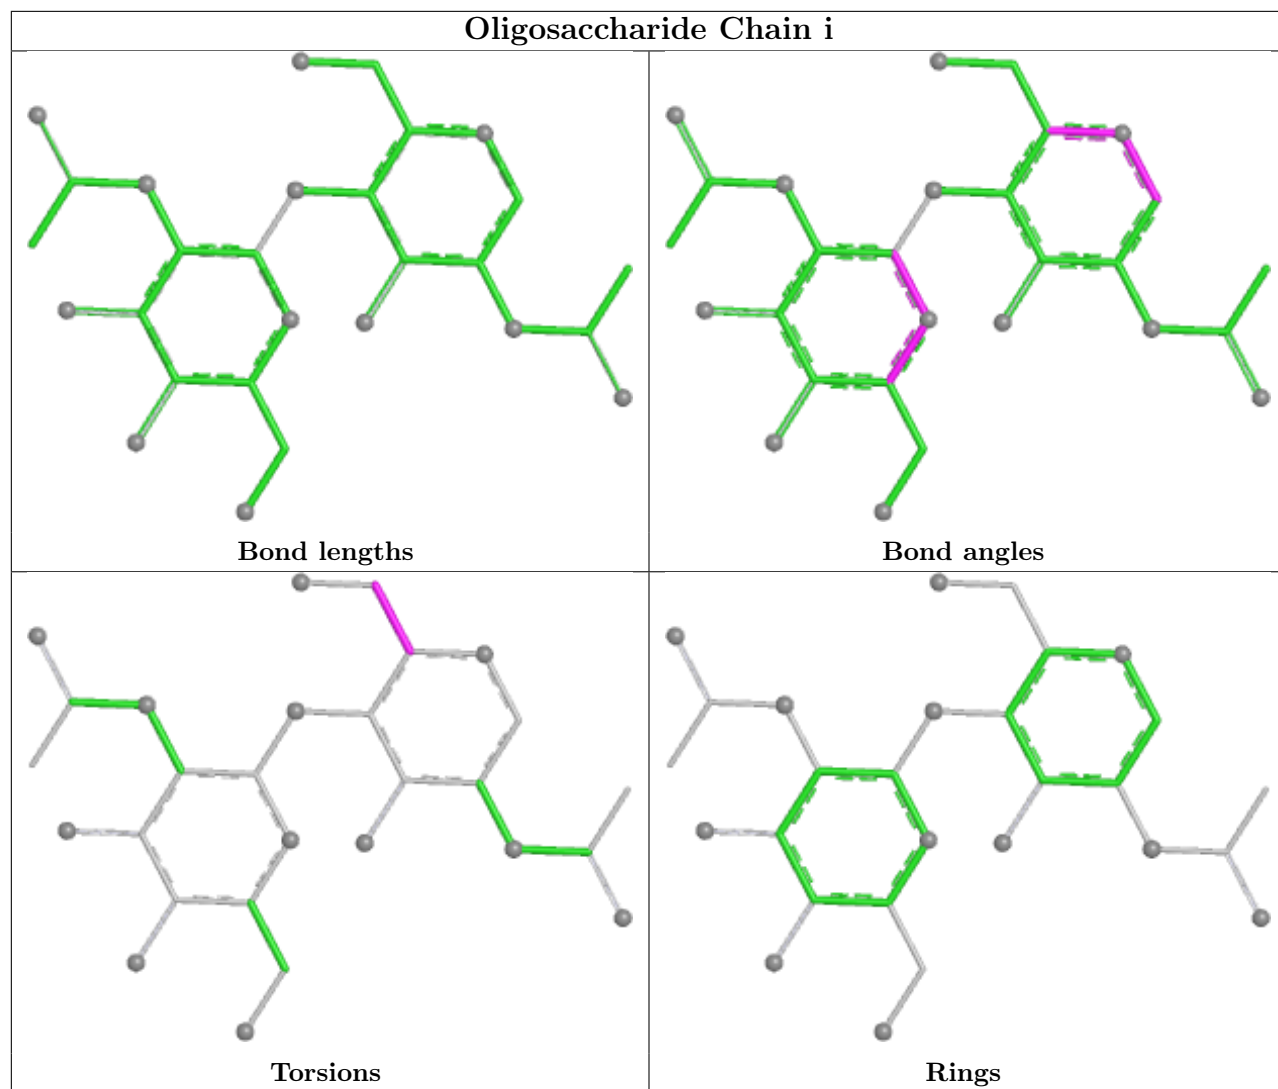 Oligosaccharide Chain i
Bond lengths
Bond angles
Torsions
Rings